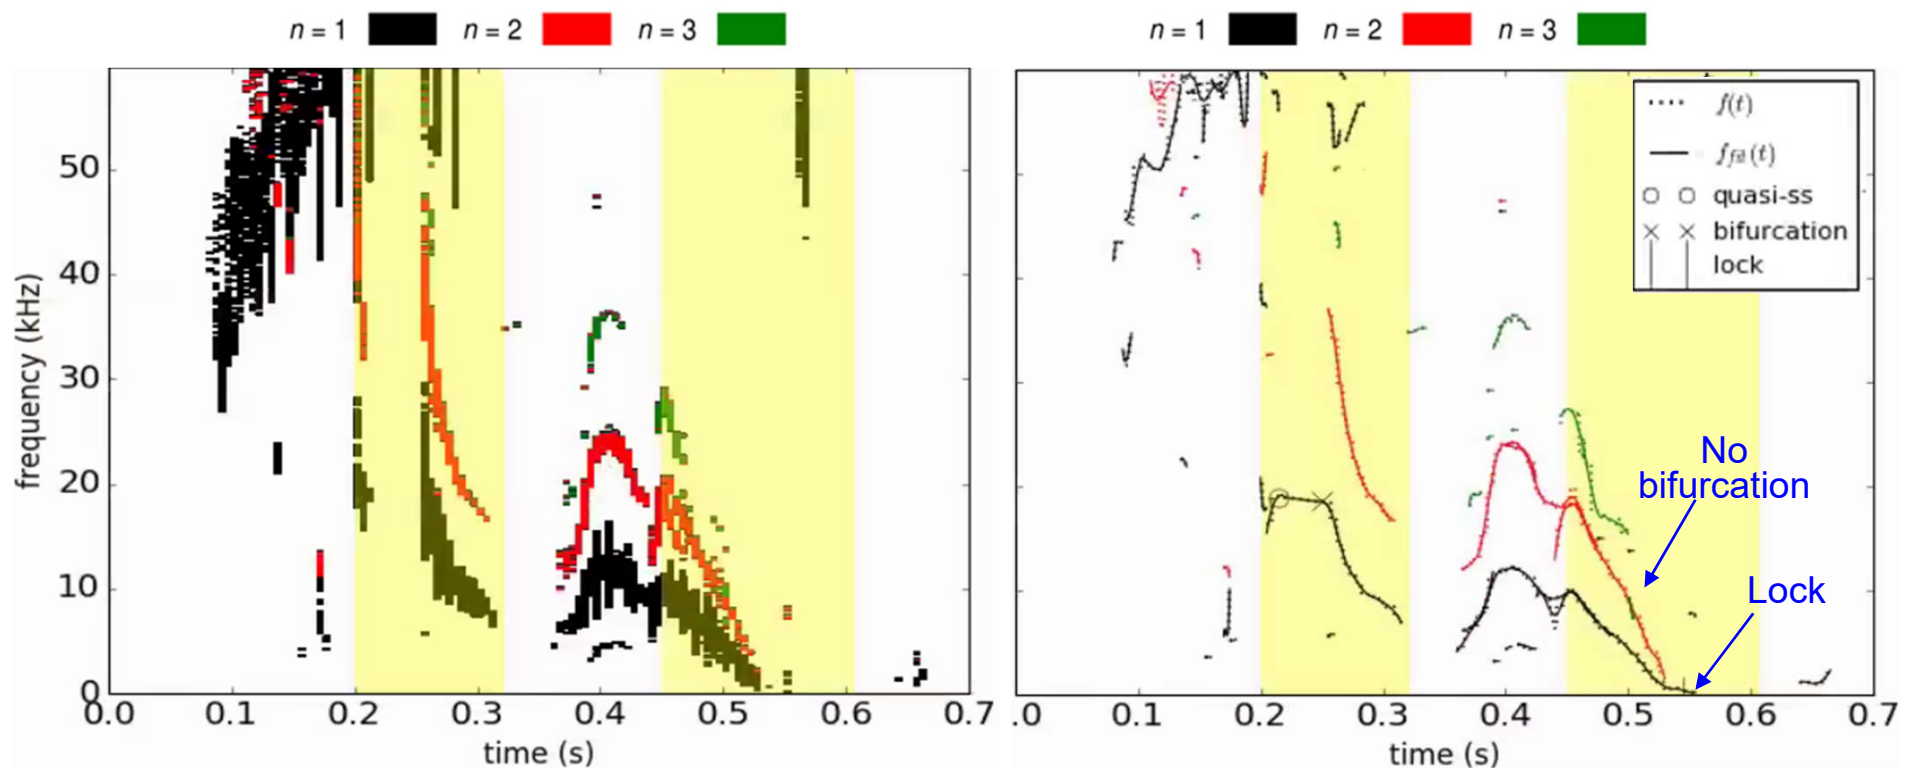 n = 1 n = 2 n = 3
n = 1 n = 2 n = 3
frequency (kHz)
50
40
30
20
10
0
0.0 0.1 0.2 0.3 0.4 0.5 0.6 0.7
time (s)
f(t)
f_fit(t)
quasi-ss
bifurcation
lock
No
bifurcation
Lock
.0 0.1 0.2 0.3 0.4 0.5 0.6 0.7
time (s)